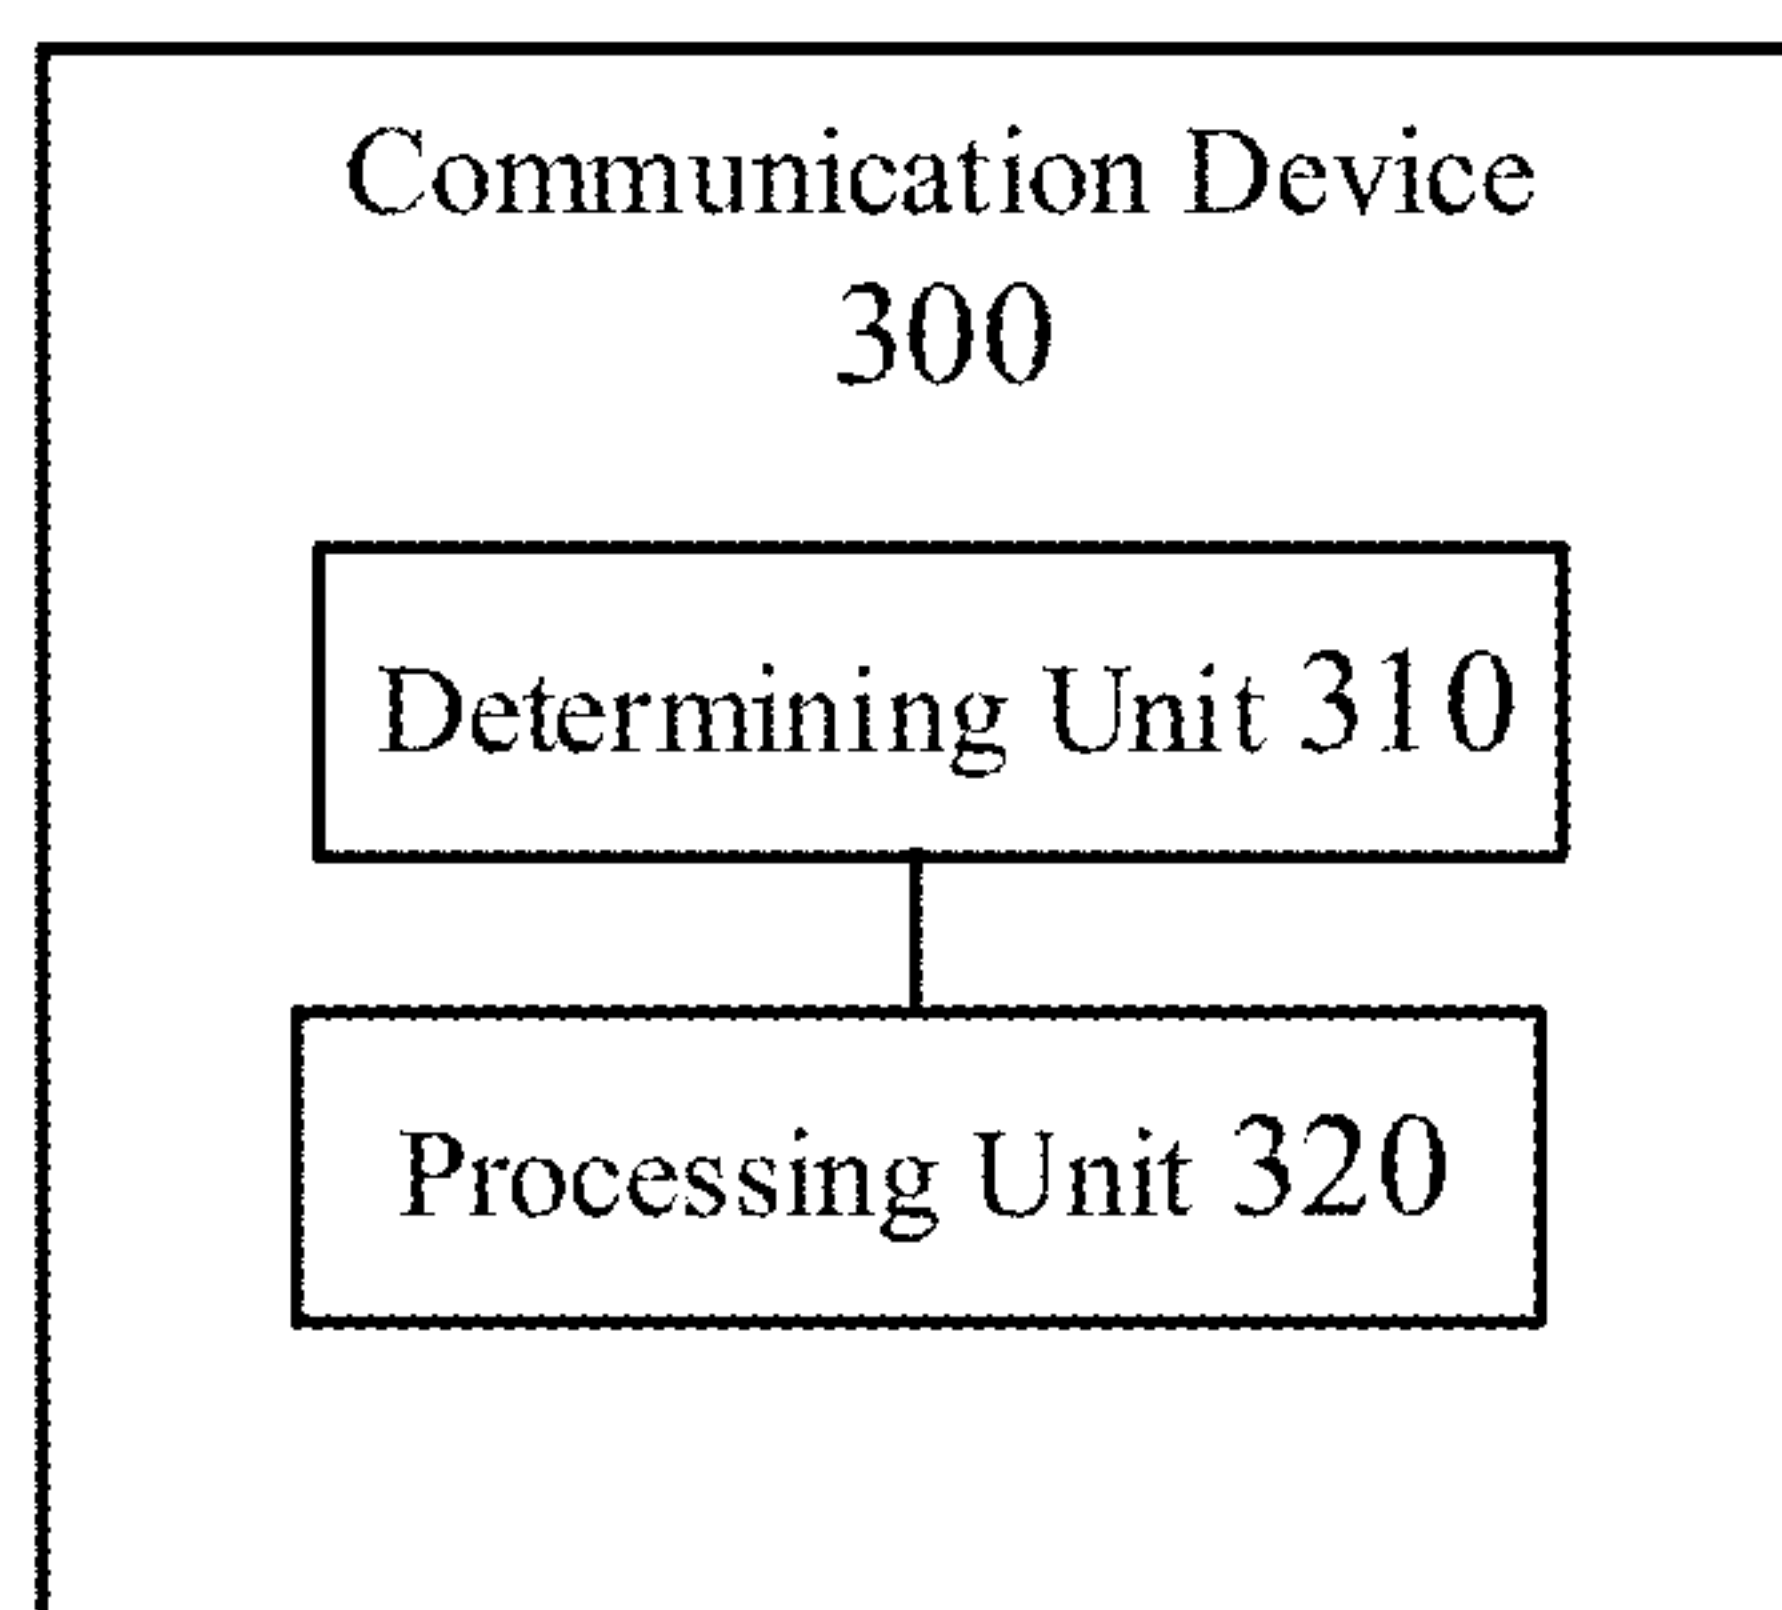 Communication Device
300
Determining Unit 310
Processing Unit 320